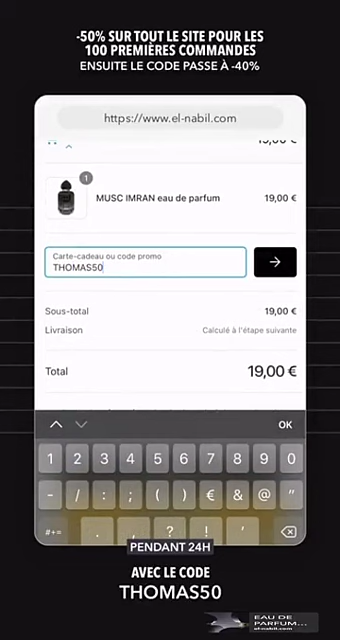 -50% SUR TOUT LE SITE POUR LES
100 PREMIÈRES COMMANDES
ENSUITE LE CODE PASSE À -40%
https://www.el-nabil.com
1
MUSC IMRAN eau de parfum 19,00 €
Carte-cadeau ou code promo
THOMAS50
→
Sous-total 19,00 €
Livraison Calculé à l'étape suivante
Total 19,00 €
OK
1 2 3 4 5 6 7 8 9 0
- / : ; ( ) € & @ "
#+= . , ? ! '
PENDANT 24H
AVEC LE CODE
THOMAS50
EAU DE
PARFUM...
el-nabil.com